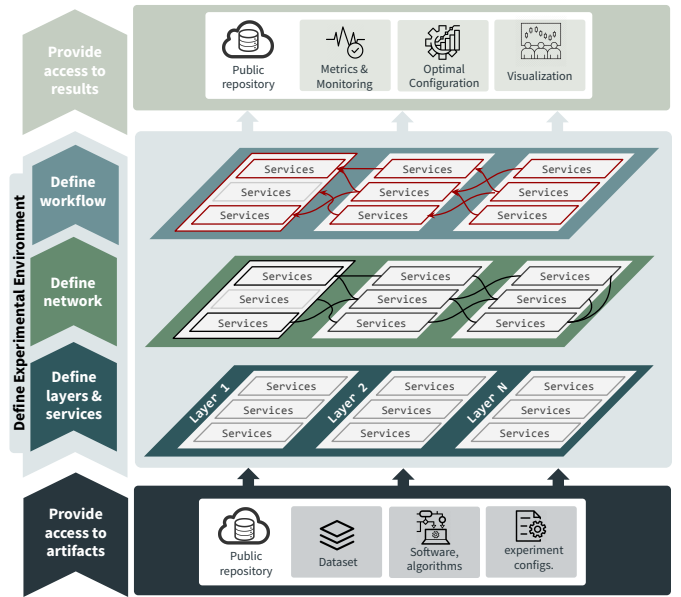 Provide
access to
results
Public
repository
Metrics &
Monitoring
Optimal
Configuration
Visualization
Define Experimental Environment
Define
workflow
Services Services Services
Services Services Services
Services Services Services
Define
network
Services Services Services
Services Services Services
Services Services Services
Define
layers &
services
Layer 1
Services
Services
Services
Layer 2
Services
Services
Services
Layer N
Services
Services
Services
Provide
access to
artifacts
Public
repository
Dataset
Software,
algorithms
experiment
configs.